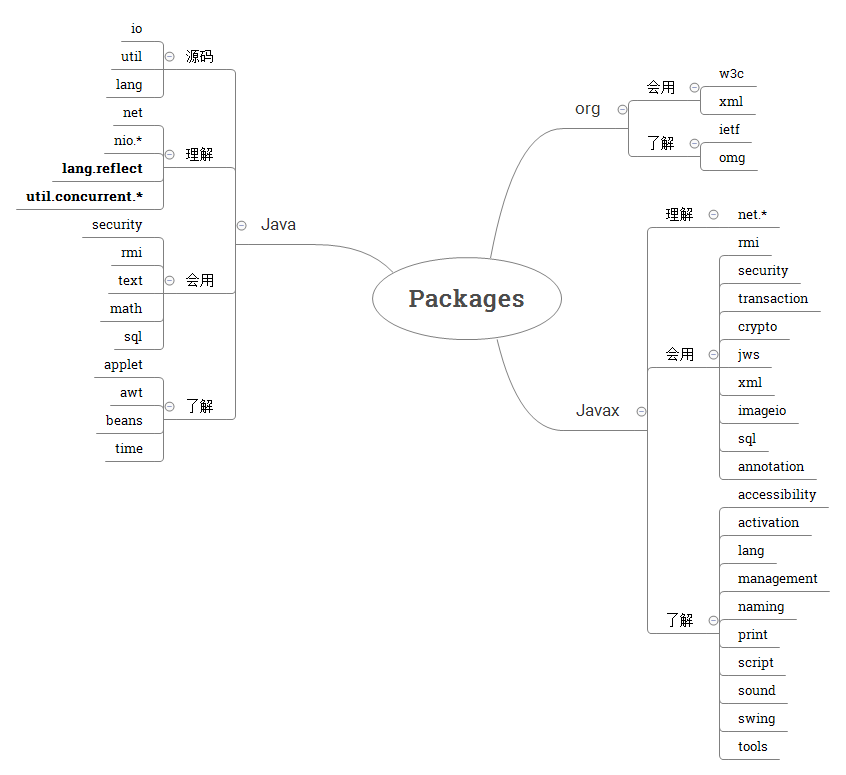 Packages
Java
源码
io
util
lang
理解
net
nio.*
lang.reflect
util.concurrent.*
会用
security
rmi
text
math
sql
了解
applet
awt
beans
time
org
会用
w3c
xml
了解
ietf
omg
Javax
理解
net.*
会用
rmi
security
transaction
crypto
jws
xml
imageio
sql
annotation
了解
accessibility
activation
lang
management
naming
print
script
sound
swing
tools